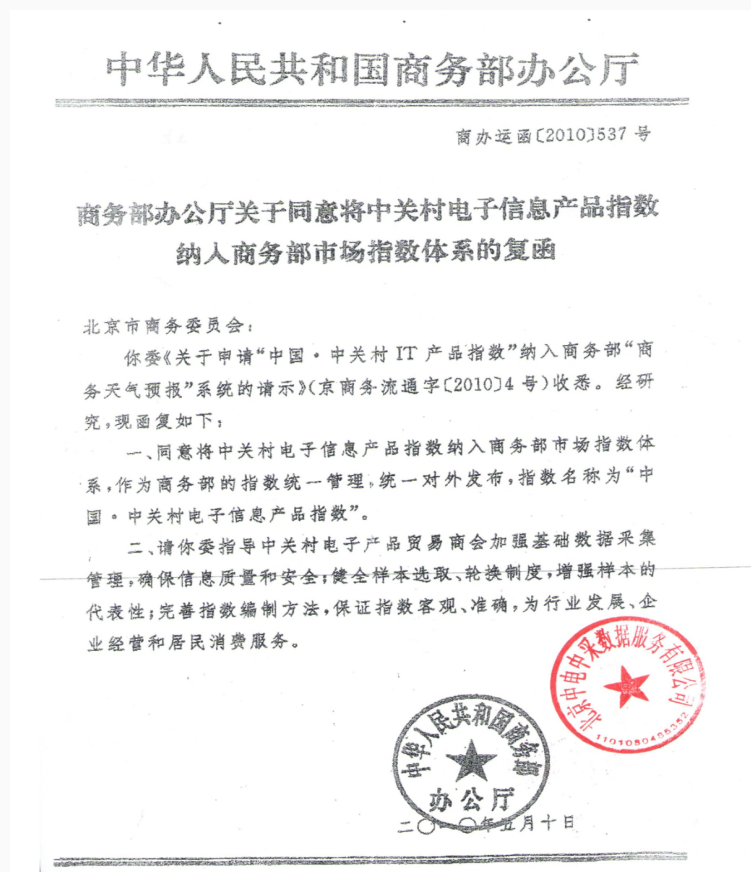 中华人民共和国商务部办公厅
商办运函〔2010〕537 号
商务部办公厅关于同意将中关村电子信息产品指数
纳入商务部市场指数体系的复函
北京市商务委员会：
你委《关于申请“中国·中关村 IT 产品指数”纳入商务部“商
务天气预报”系统的请示》（京商务流通字〔2010〕4 号）收悉。经研
究，现函复如下：
一、同意将中关村电子信息产品指数纳入商务部市场指数体
系，作为商务部的指数统一管理，统一对外发布，指数名称为“中
国·中关村电子信息产品指数”。
二、请你委指导中关村电子产品贸易商会加强基础数据采集
管理，确保信息质量和安全；健全样本选取、轮换制度，增强样本的
代表性；完善指数编制方法，保证指数客观、准确，为行业发展、企
业经营和居民消费服务。
北京中电中采数据服务有限公司
中华人民共和国商务部
办公厅
二〇一〇年五月十日